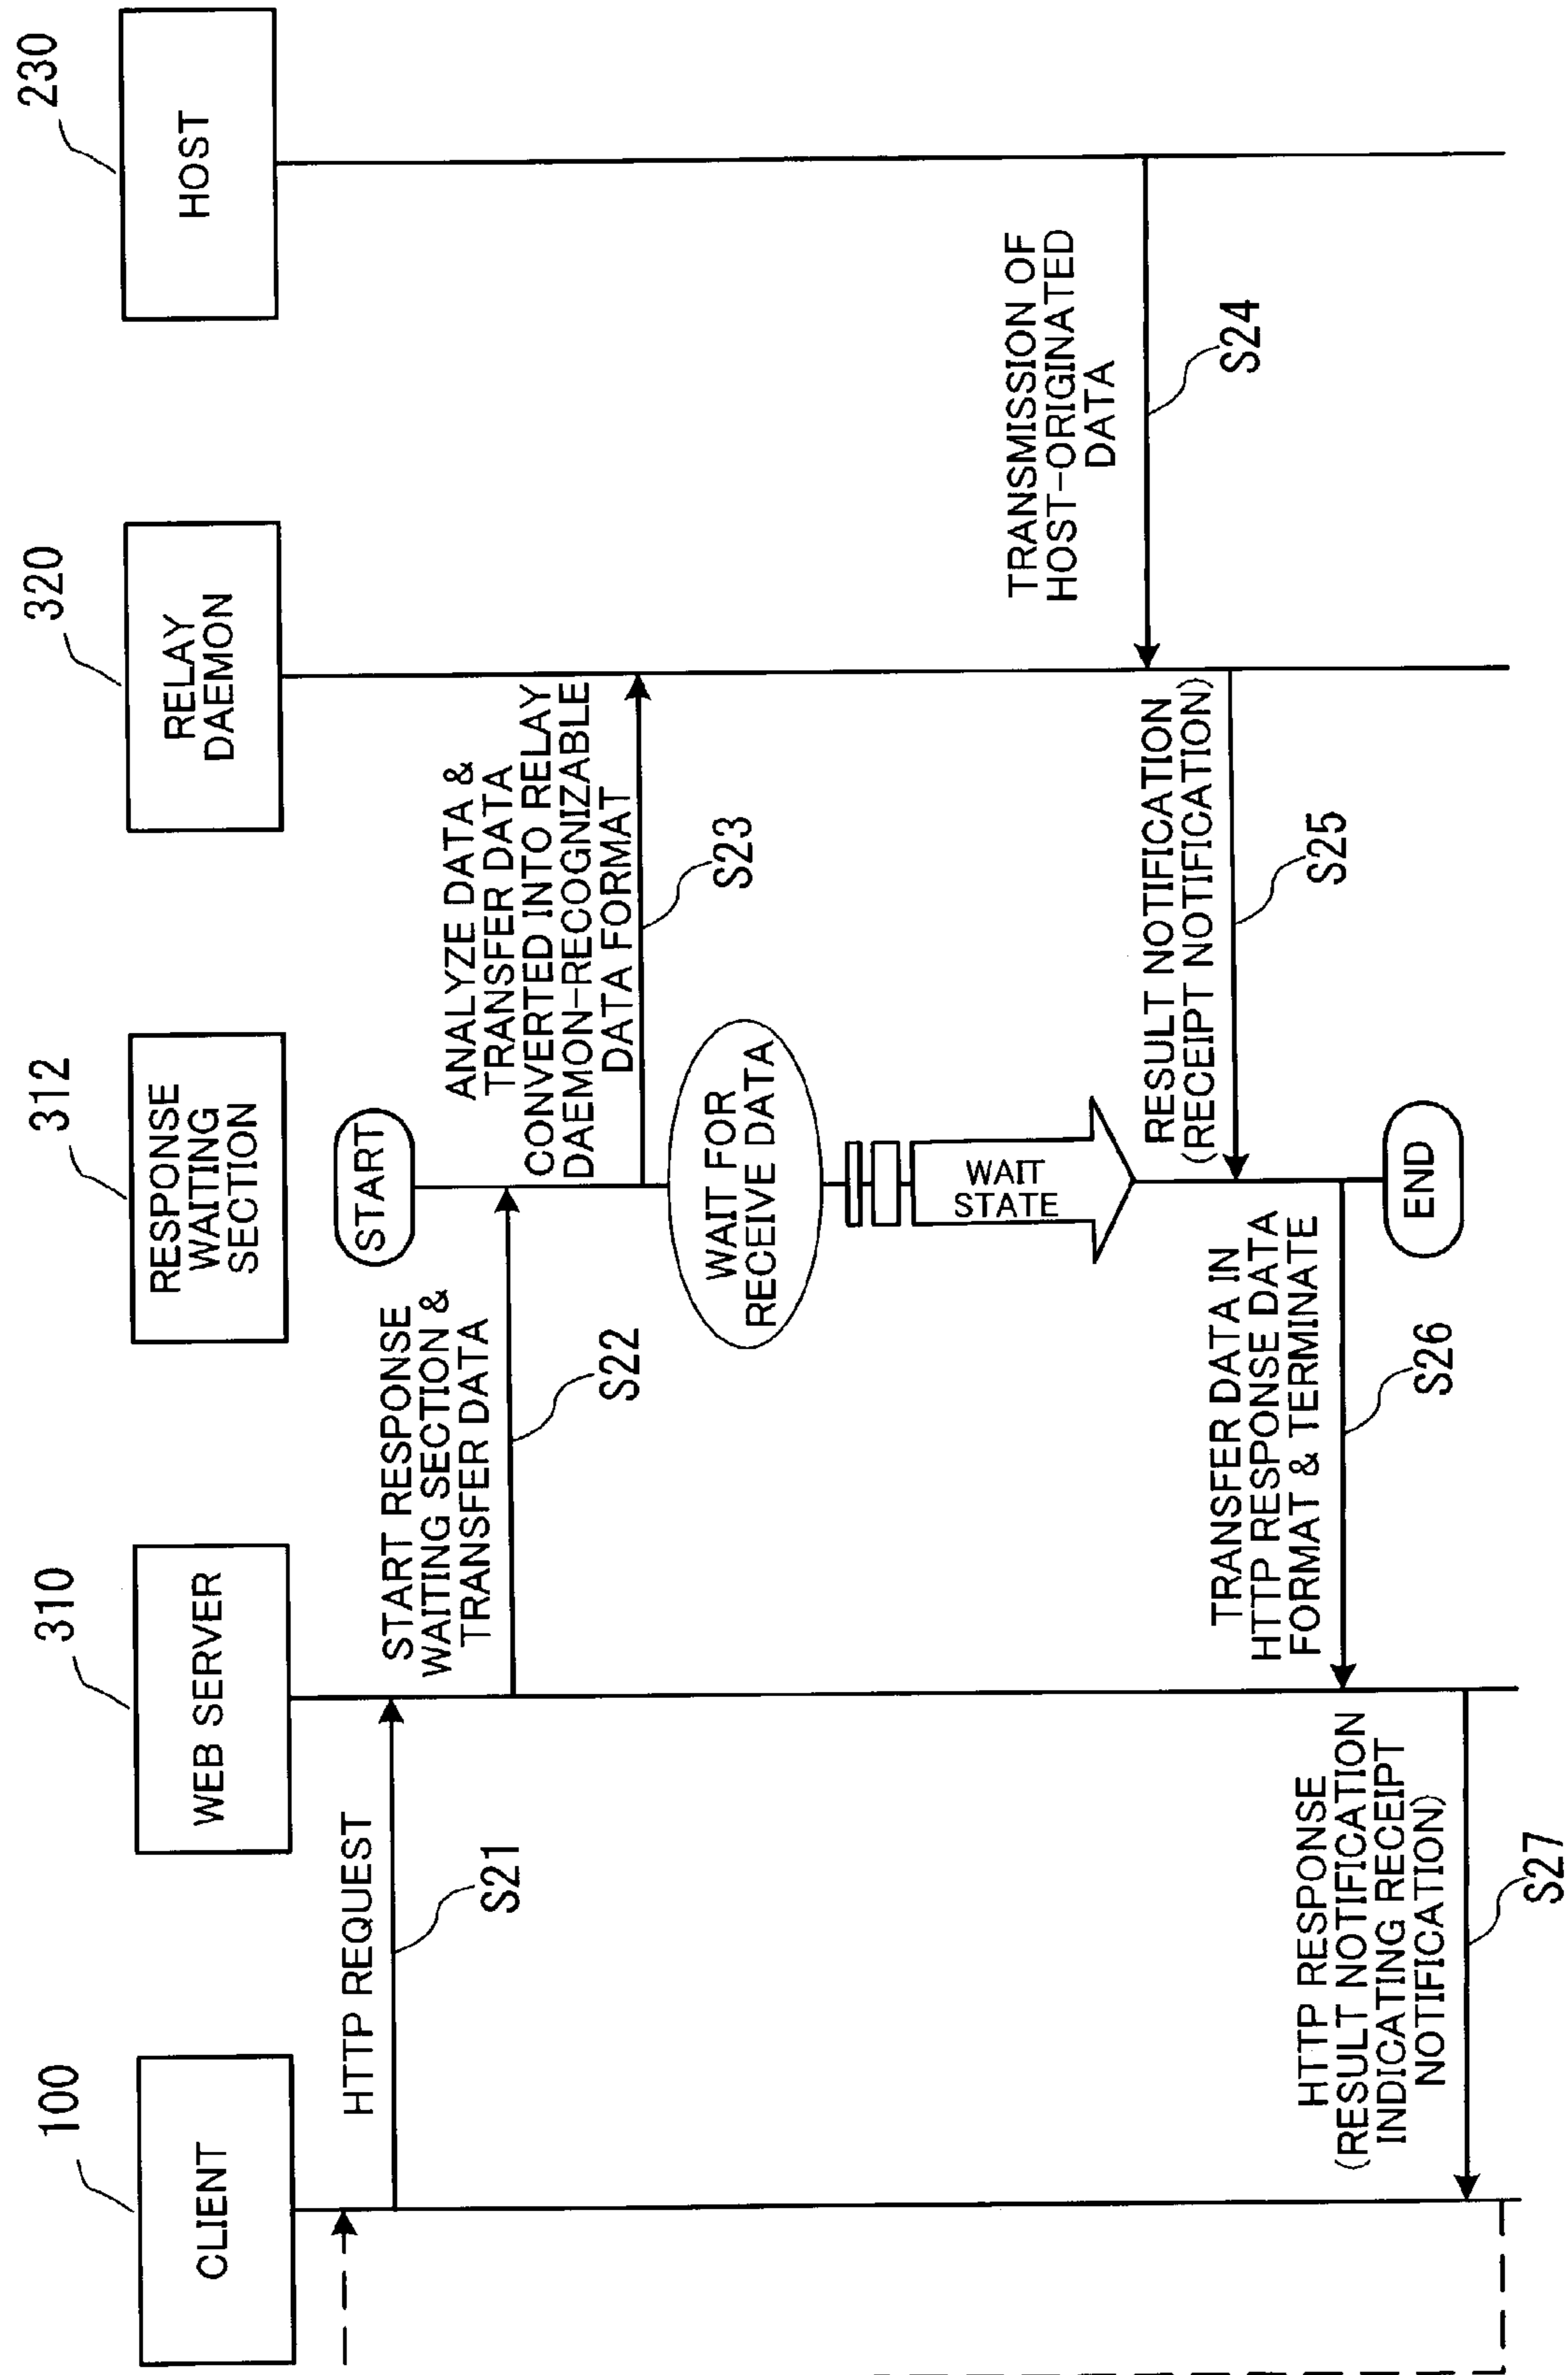 100
CLIENT
310
WEB SERVER
312
RESPONSE
WAITING
SECTION
320
RELAY
DAEMON
230
HOST
START
HTTP REQUEST
S21
START RESPONSE
WAITING SECTION &
TRANSFER DATA
S22
ANALYZE DATA &
TRANSFER DATA
CONVERTED INTO RELAY
DAEMON-RECOGNIZABLE
DATA FORMAT
S23
WAIT FOR
RECEIVE DATA
WAIT
STATE
TRANSMISSION OF
HOST-ORIGINATED
DATA
S24
RESULT NOTIFICATION
(RECEIPT NOTIFICATION)
S25
TRANSFER DATA IN
HTTP RESPONSE DATA
FORMAT & TERMINATE
S26
END
HTTP RESPONSE
(RESULT NOTIFICATION
INDICATING RECEIPT
NOTIFICATION)
S27